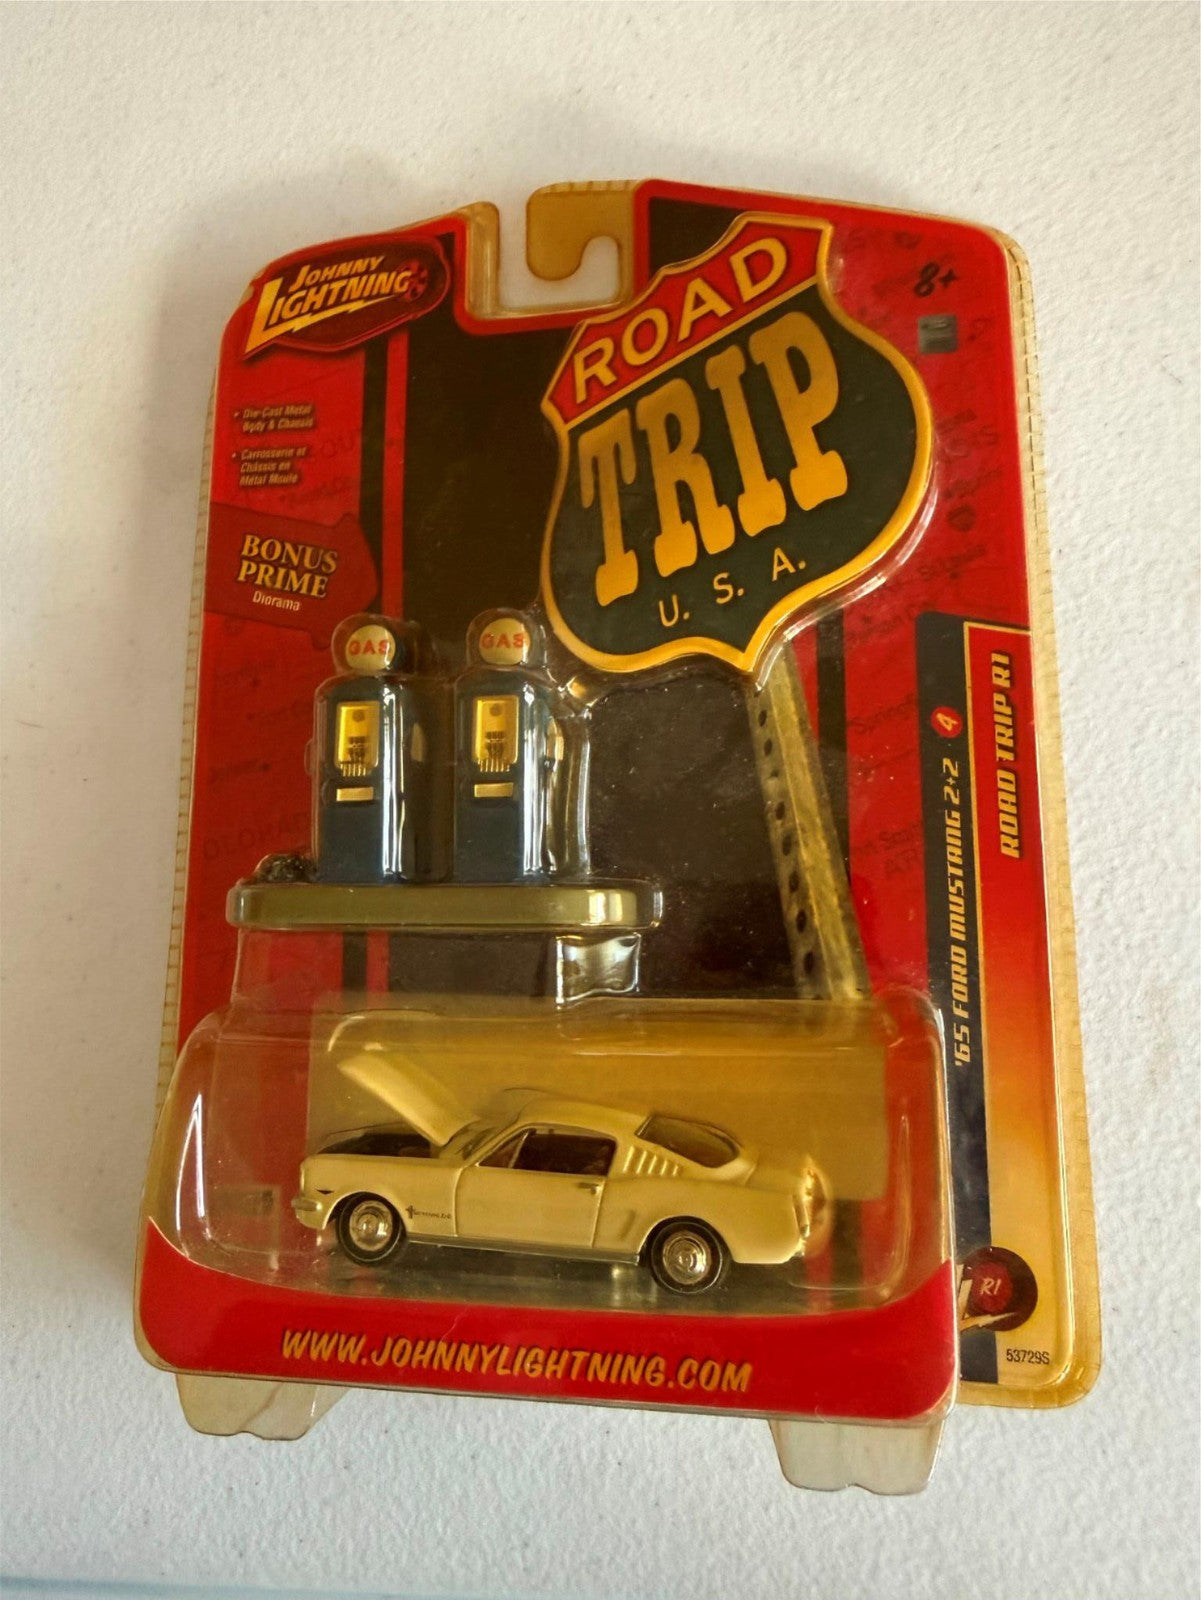 JOHNNY
LIGHTNING
8+
ROAD
TRIP
U. S. A.
• Die-Cast Metal
Body & Chassis
• Carrosserie et
Châssis en
Métal Moulé
BONUS
PRIME
Diorama
GAS
GAS
'65 FORD MUSTANG 2+2 4
ROAD TRIP R1
R1
53729S
WWW.JOHNNYLIGHTNING.COM